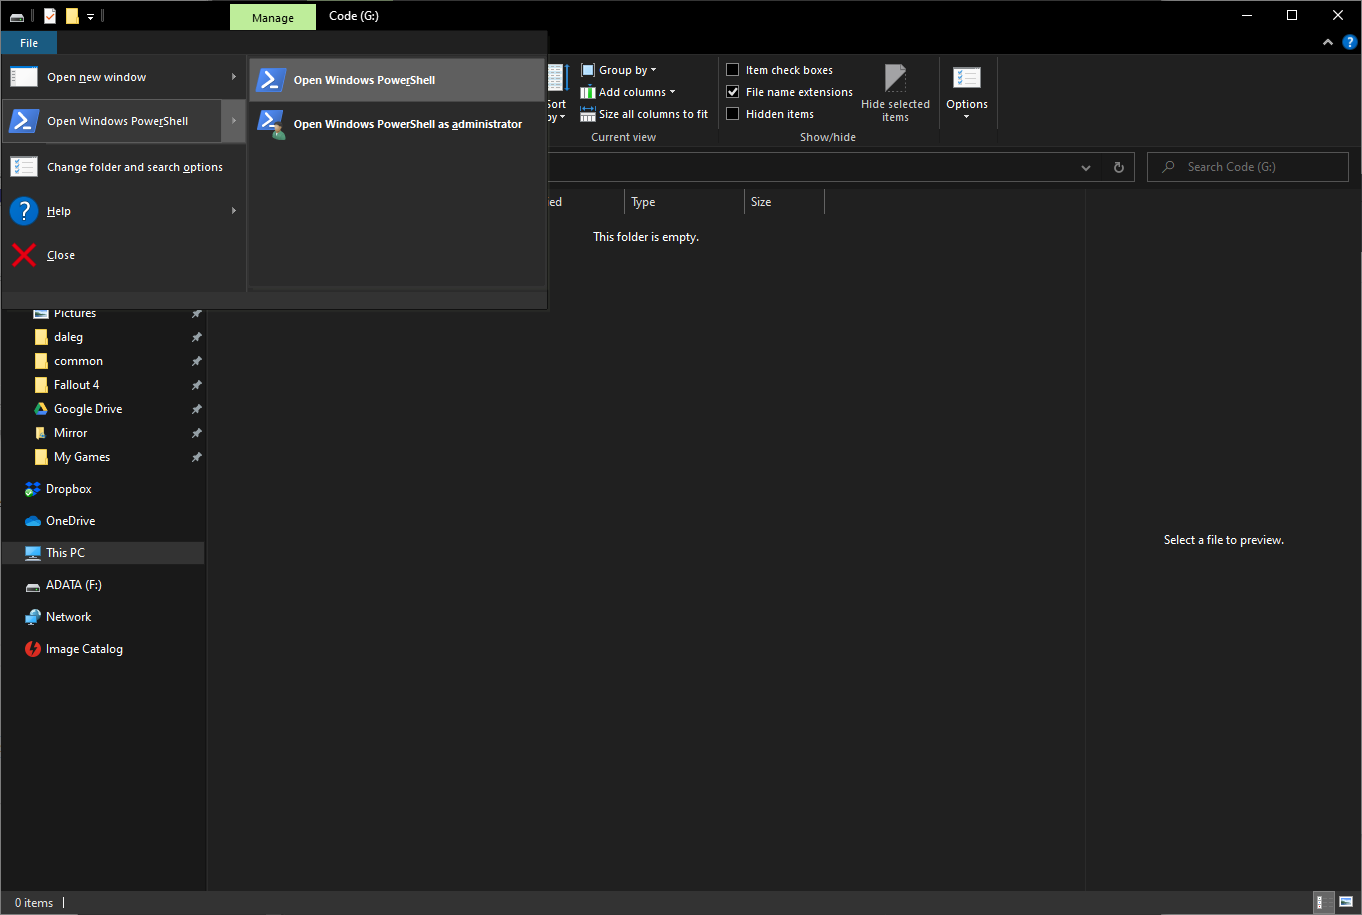 Manage
Code (G:)
File
Open new window
Open Windows PowerShell
Change folder and search options
Help
Close
Open Windows PowerShell
Open Windows PowerShell as administrator
Group by
Add columns
Size all columns to fit
Current view
Item check boxes
File name extensions
Hidden items
Hide selected
items
Show/hide
Options
Search Code (G:)
Type
Size
This folder is empty.
Pictures
daleg
common
Fallout 4
Google Drive
Mirror
My Games
Dropbox
OneDrive
This PC
ADATA (F:)
Network
Image Catalog
Select a file to preview.
0 items